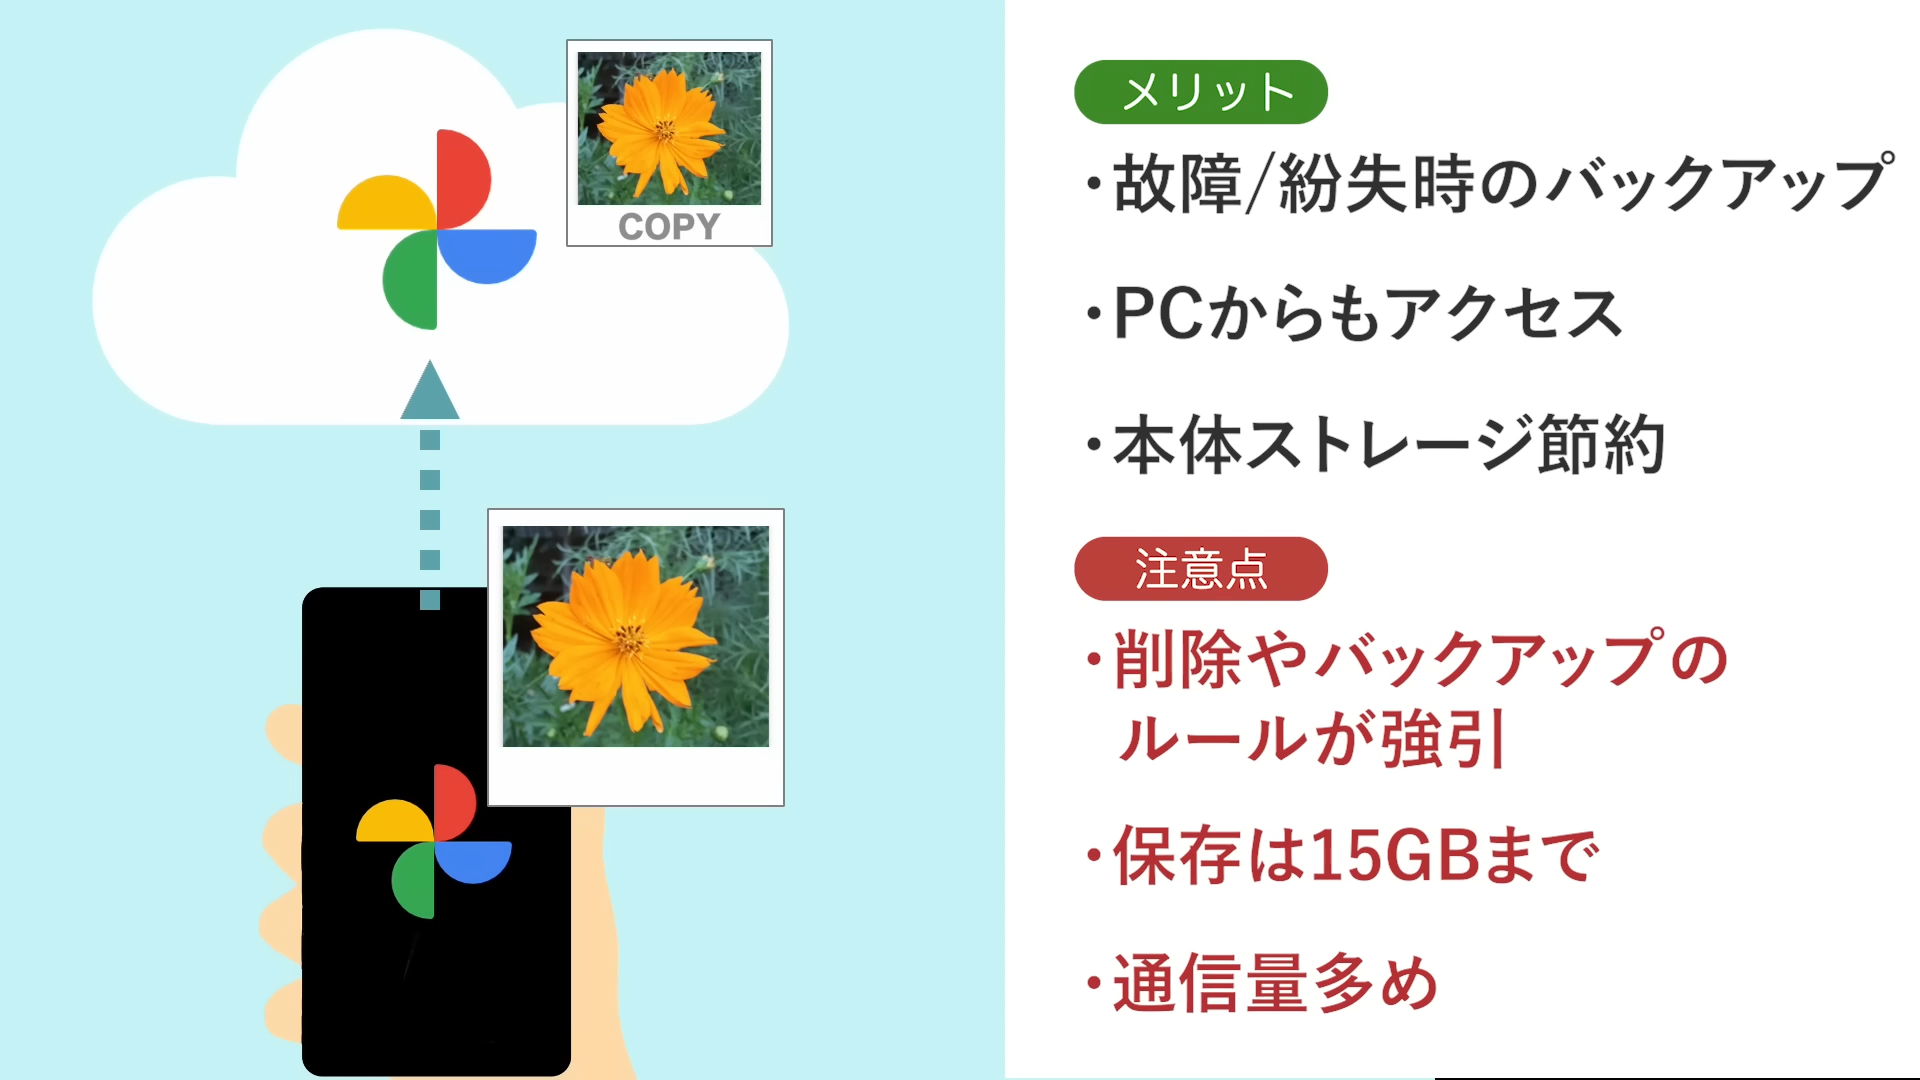 COPY
メリット
・故障/紛失時のバックアップ
・PCからもアクセス
・本体ストレージ節約
注意点
・削除やバックアップの
ルールが強引
・保存は15GBまで
・通信量多め